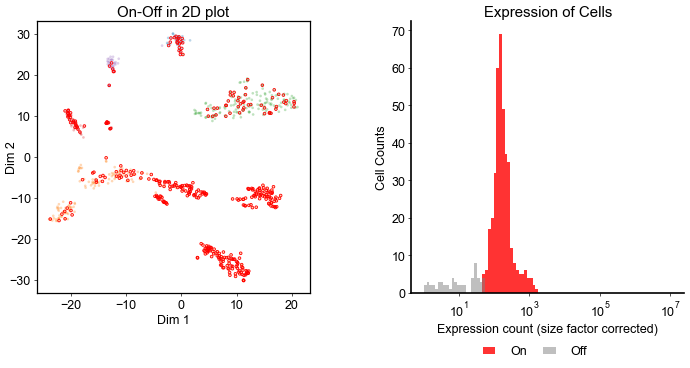 On-Off in 2D plot
30
20
10
0
−10
−20
−30
Dim 2
−20 −10 0 10 20
Dim 1
Expression of Cells
70
60
50
40
30
20
10
0
Cell Counts
10^1 10^3 10^5 10^7
Expression count (size factor corrected)
On Off